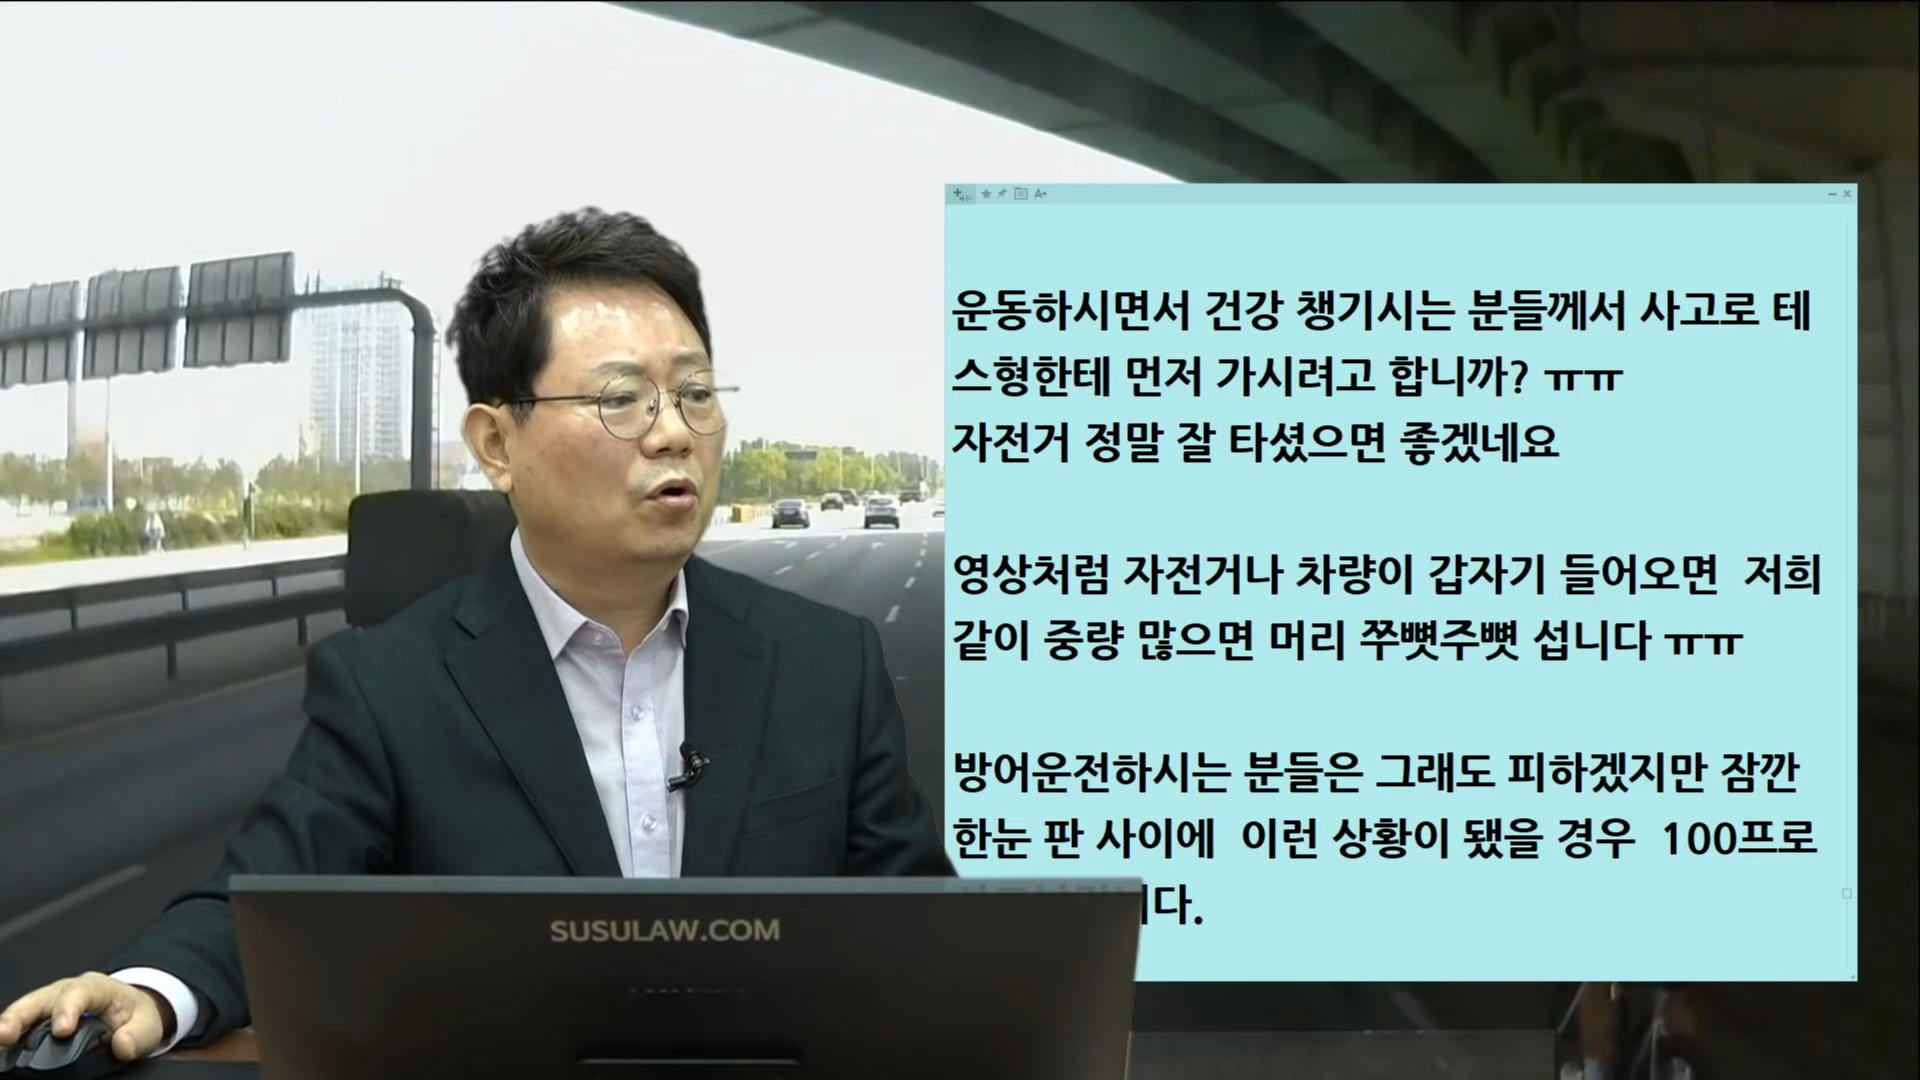 운동하시면서 건강 챙기시는 분들께서 사고로 테
스형한테 먼저 가시려고 합니까? ㅠㅠ
자전거 정말 잘 타셨으면 좋겠네요
영상처럼 자전거나 차량이 갑자기 들어오면 저희
같이 중량 많으면 머리 쭈뼛주뼛 섭니다 ㅠㅠ
방어운전하시는 분들은 그래도 피하겠지만 잠깐
한눈 판 사이에 이런 상황이 됐을 경우 100프로
다.
SUSULAW.COM